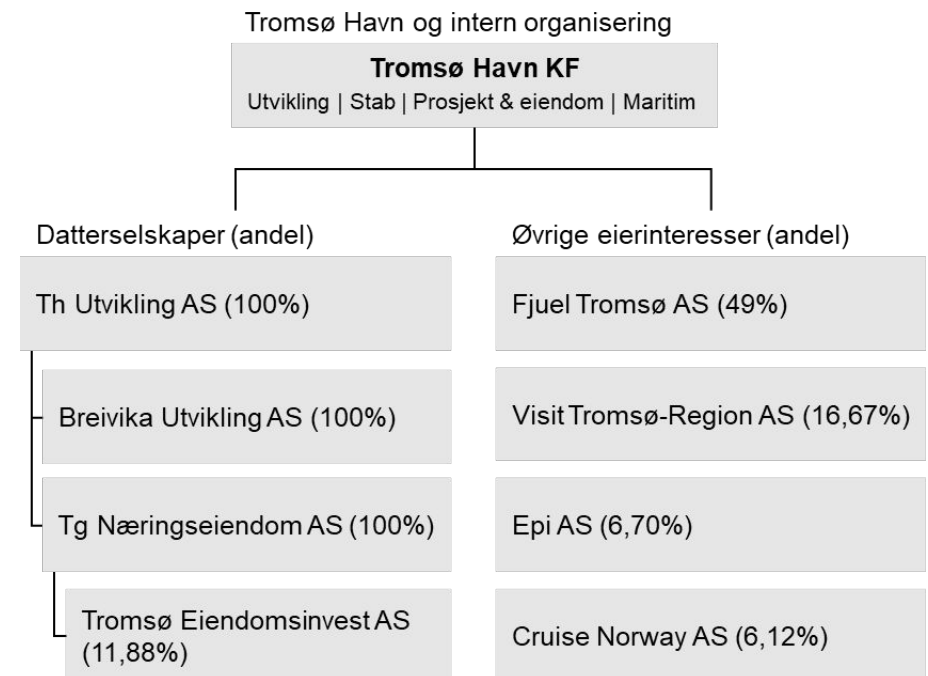 Tromsø Havn og intern organisering
Tromsø Havn KF
Utvikling | Stab | Prosjekt & eiendom | Maritim
Datterselskaper (andel)
Th Utvikling AS (100%)
Breivika Utvikling AS (100%)
Tg Næringseiendom AS (100%)
Tromsø Eiendomsinvest AS
(11,88%)
Øvrige eierinteresser (andel)
Fjuel Tromsø AS (49%)
Visit Tromsø-Region AS (16,67%)
Epi AS (6,70%)
Cruise Norway AS (6,12%)